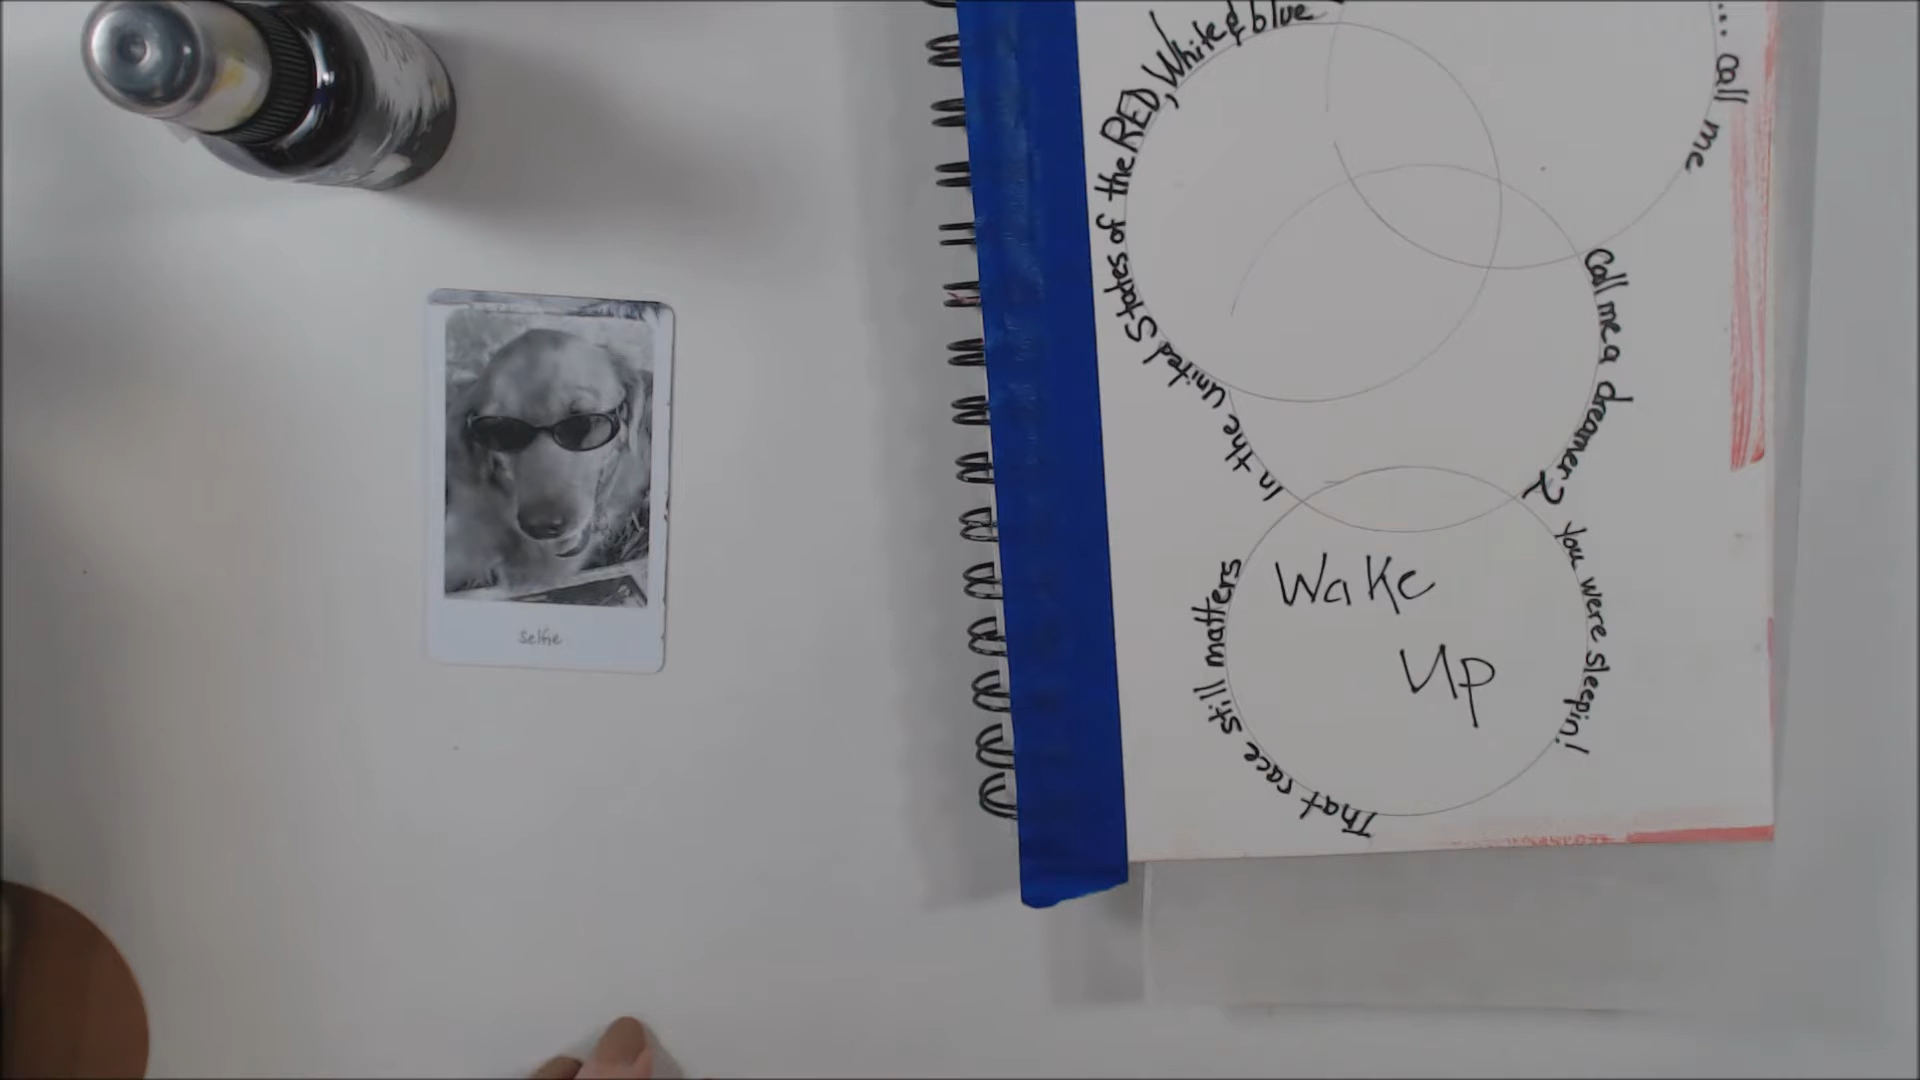 ... call me
Call me a dreamer?
You were sleepin!
That race still matters
In the United States of the RED, White & blue
Wake
Up
selfie